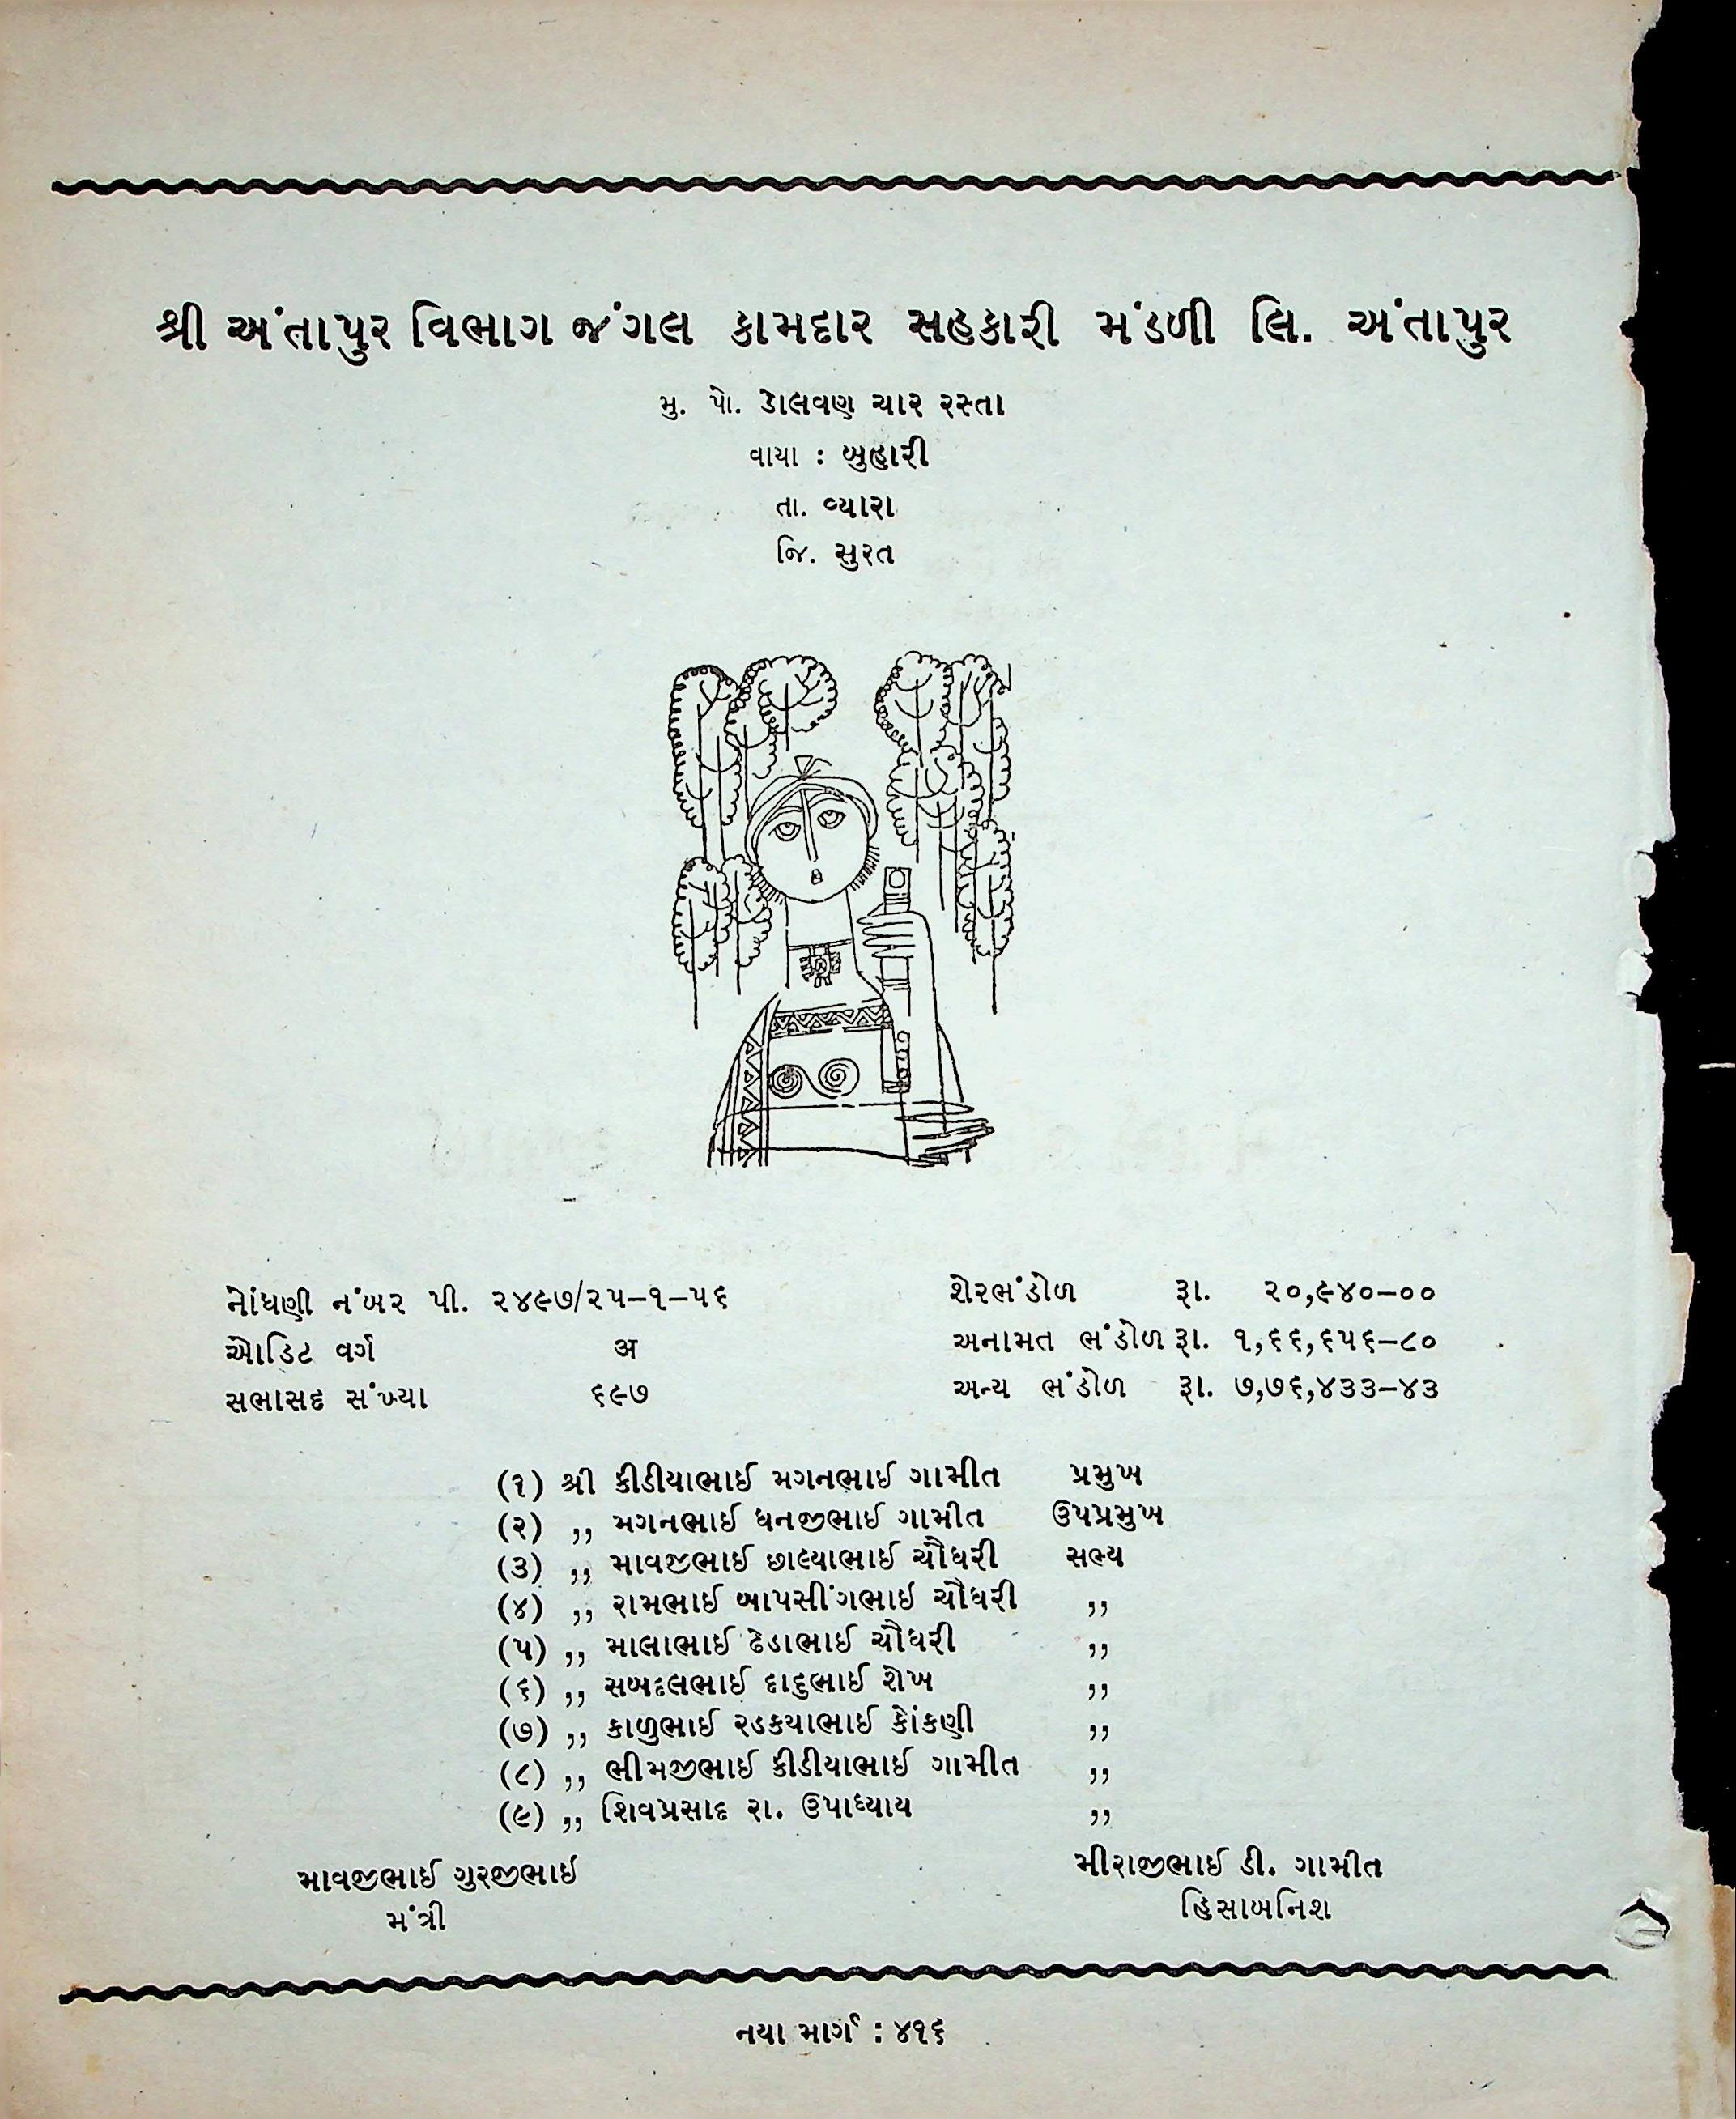 શ્રી અંતાપુર વિભાગ જંગલ કામદાર સહકારી મંડળી લિ. અંતાપુર
મુ. પો. ડોલવણ ચાર રસ્તા
વાયા : બુહારી
તા. વ્યારા
જિ. સુરત
નોંધણી નંબર પી. ૨૪૯૭/૨૫–૧–૫૬ શેરભંડોળ રૂા. ૨૦,૯૪૦–૦૦
ઓડિટ વર્ગ अ અનામત ભંડોળ રૂા. ૧,૬૬,૬૫૬–૮૦
સભાસદ સંખ્યા ૬૯૭ અન્ય ભંડોળ રૂા. ૭,૭૬,૪૩૩–૪૩
(૧) શ્રી કીડીયાભાઈ મગનભાઈ ગામીત પ્રમુખ
(૨) ,, મગનભાઈ ધનજીભાઈ ગામીત ઉપપ્રમુખ
(૩) ,, માવજીભાઈ છાલ્યાભાઈ ચૌધરી સભ્ય
(૪) ,, રામભાઈ બાપસીંગભાઈ ચૌધરી ,,
(૫) ,, માલાભાઈ ઢેડાભાઈ ચૌધરી ,,
(૬) ,, સબદલભાઈ દાદુભાઈ શેખ ,,
(૭) ,, કાળુભાઈ રડકયાભાઈ કોંકણી ,,
(૮) ,, ભીમજીભાઈ કીડીયાભાઈ ગામીત ,,
(૯) ,, શિવપ્રસાદ રા. ઉપાધ્યાય ,,
માવજીભાઈ ગુરજીભાઈ મીરાજીભાઈ ડી. ગામીત
મંત્રી હિસાબનિશ
નયા માર્ગ : ૪૧૬